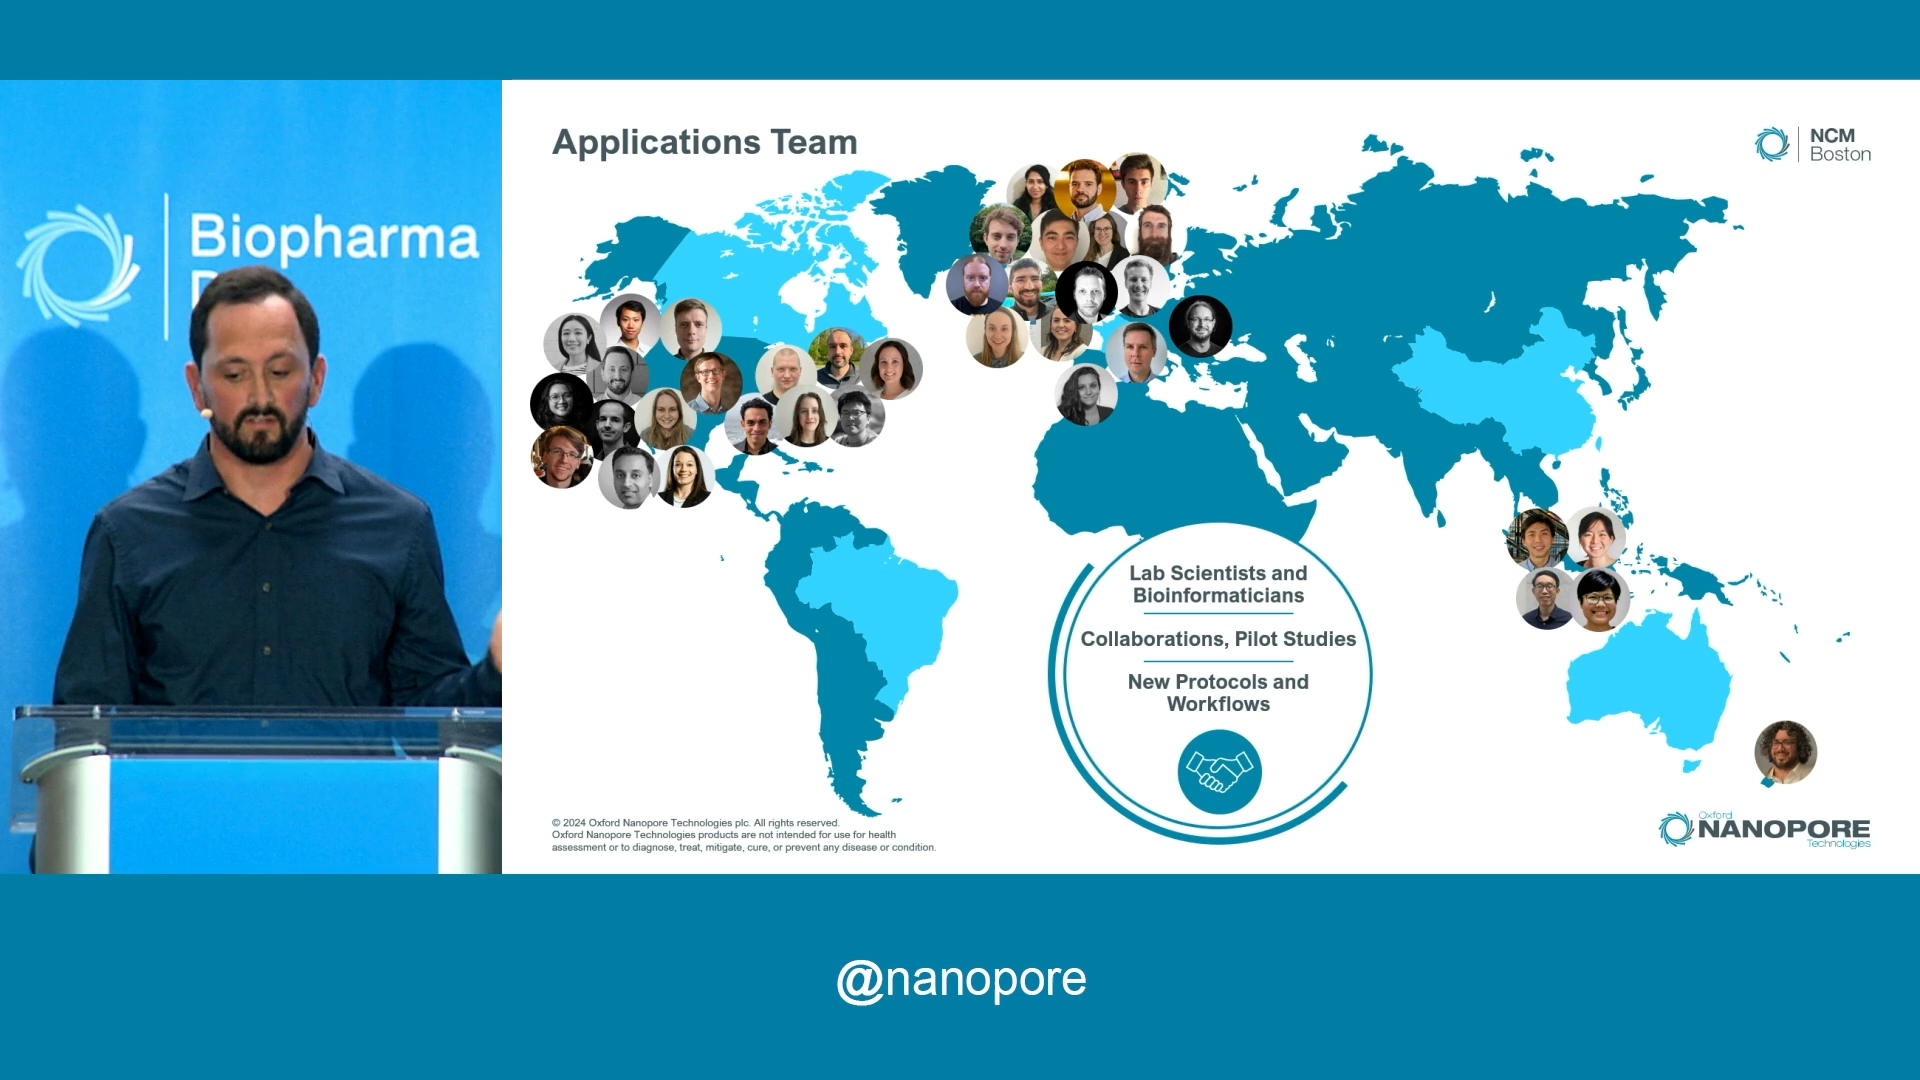 Biopharma
Applications Team
NCM
Boston
Lab Scientists and
Bioinformaticians
Collaborations, Pilot Studies
New Protocols and
Workflows
© 2024 Oxford Nanopore Technologies plc. All rights reserved.
Oxford Nanopore Technologies products are not intended for use for health
assessment or to diagnose, treat, mitigate, cure, or prevent any disease or condition.
Oxford
NANOPORE
Technologies
@nanopore